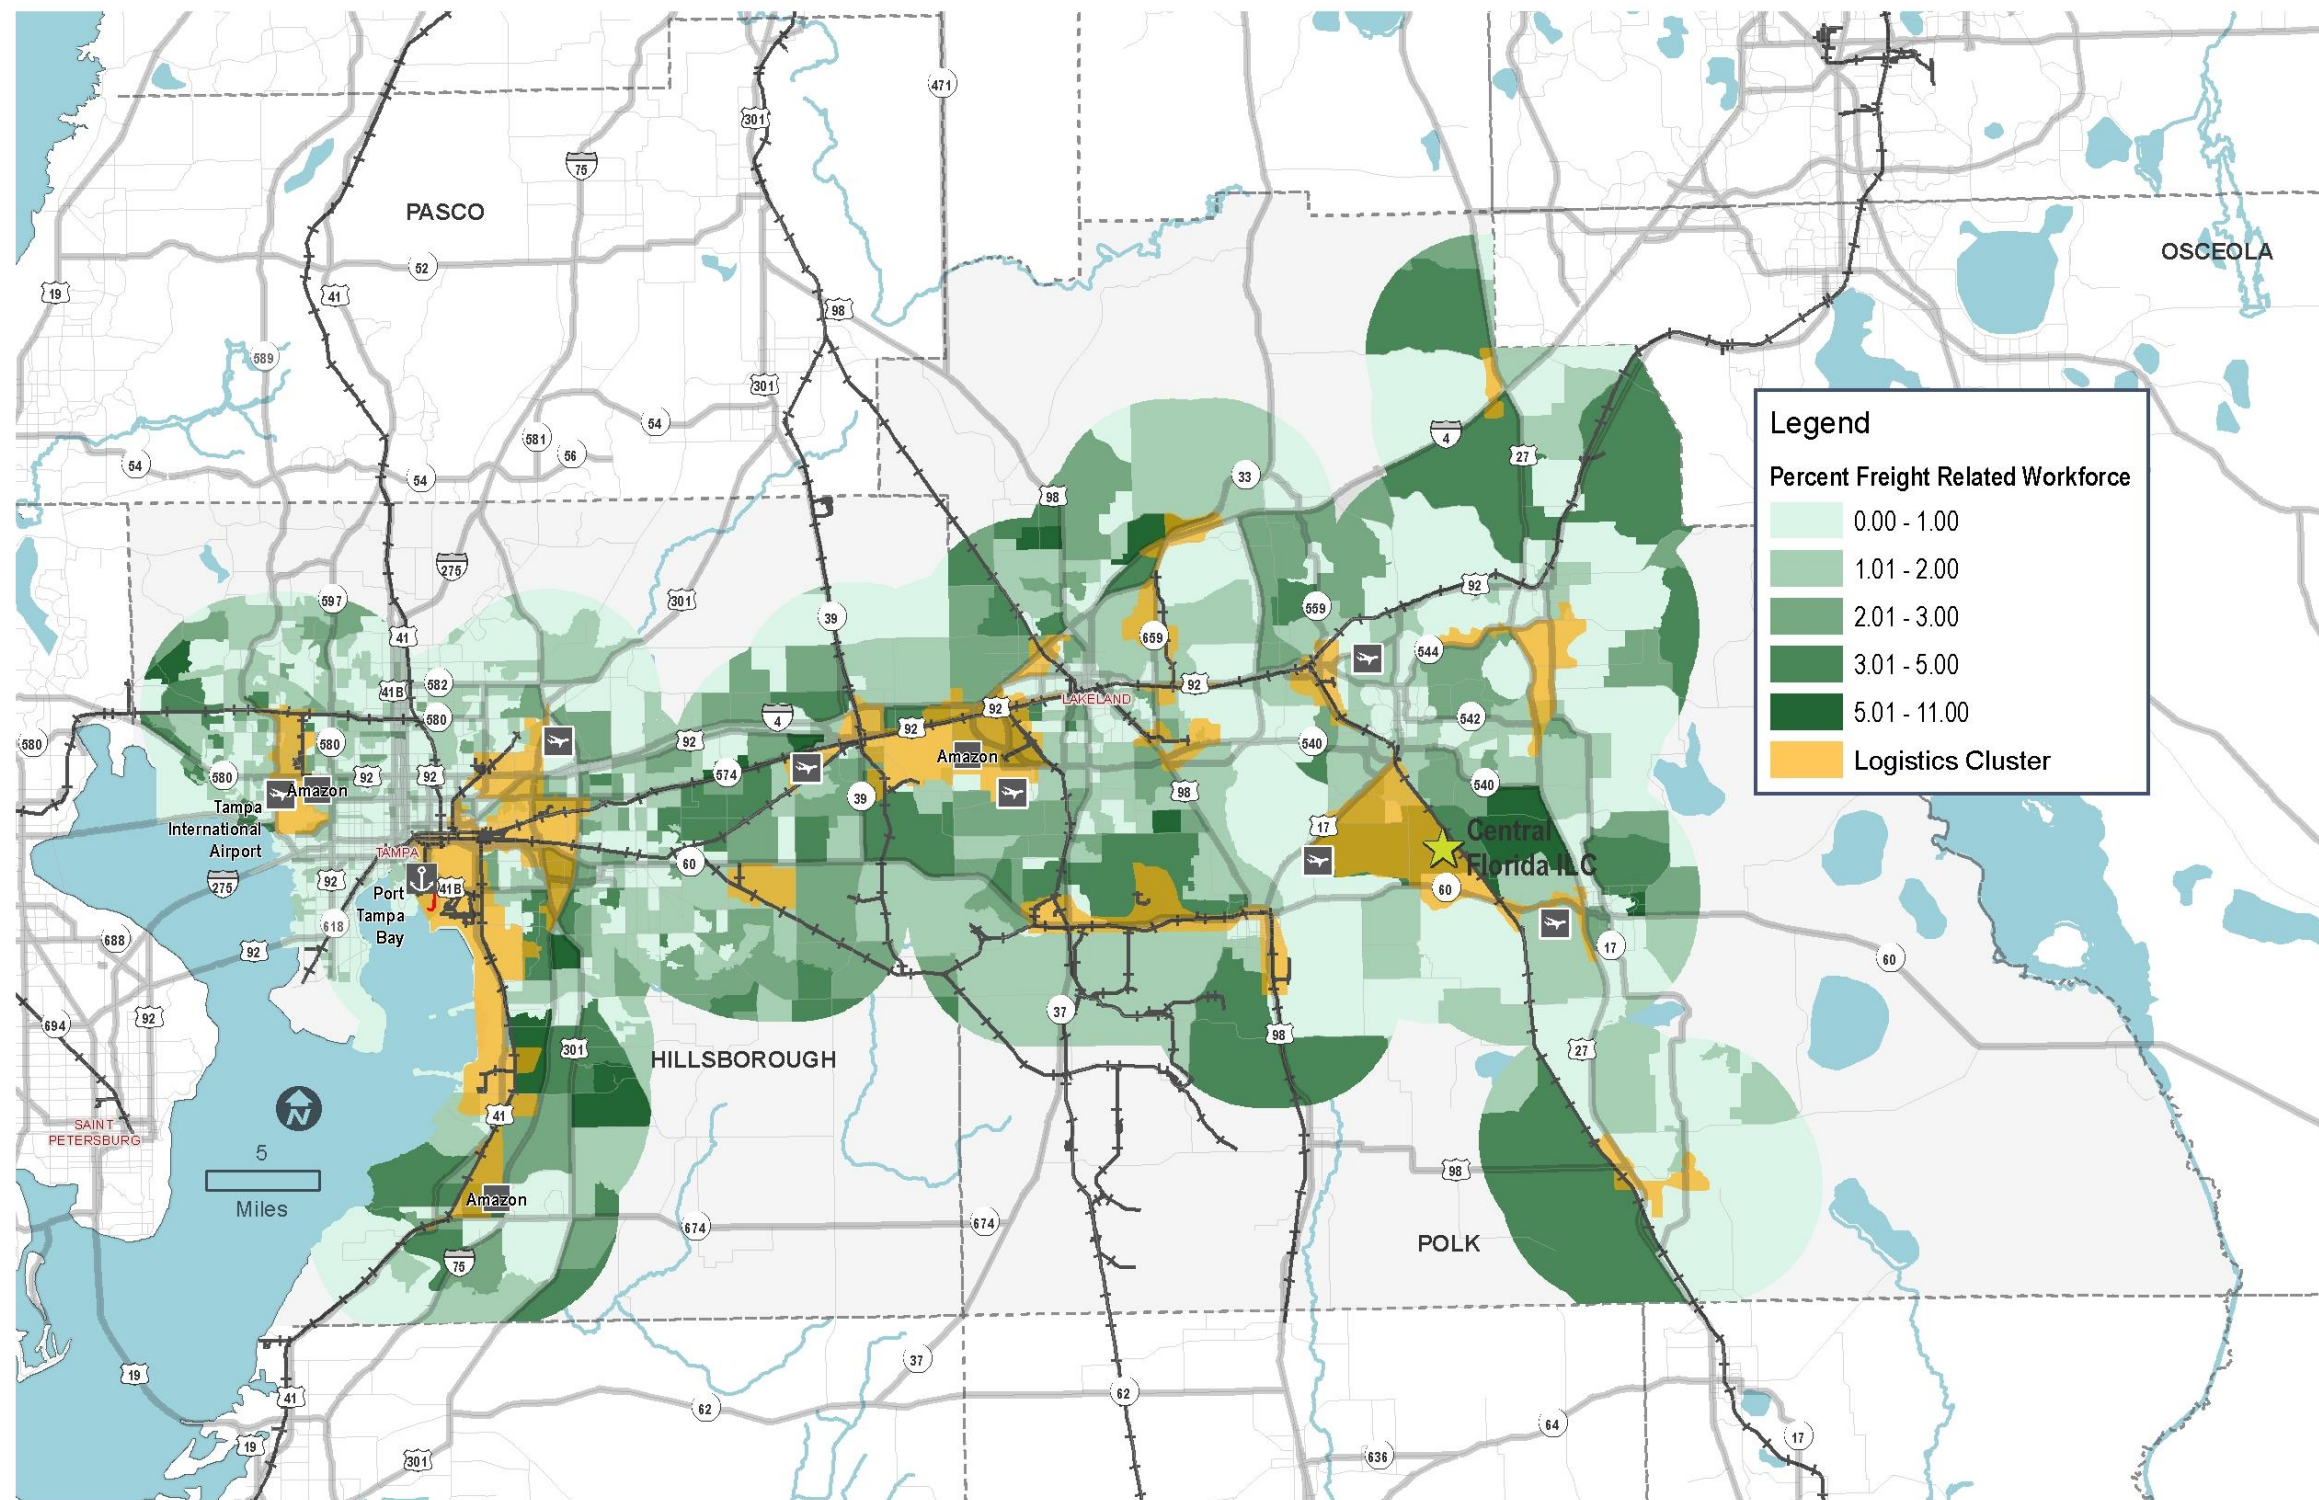 471
301
75
PASCO
OSCEOLA
52
19
41
98
589
301
54
581
56
54
54
4
27
33
98
Legend
Percent Freight Related Workforce
0.00 - 1.00
1.01 - 2.00
2.01 - 3.00
3.01 - 5.00
5.01 - 11.00
Logistics Cluster
275
597
301
39
92
559
41
659
544
41B
582
92
92
LAKELAND
580
4
92
92
542
580
580
92
540
580
92
92
574
Amazon
540
Amazon
39
98
Tampa
International
Airport
17
Central
Florida ILC
TAMPA
60
275
92
41B
60
Port
Tampa
Bay
618
688
92
17
60
694
92
37
98
301
27
HILLSBOROUGH
N
41
SAINT
PETERSBURG
5
Miles
98
Amazon
674
674
POLK
75
19
37
41
62
62
64
19
17
301
636